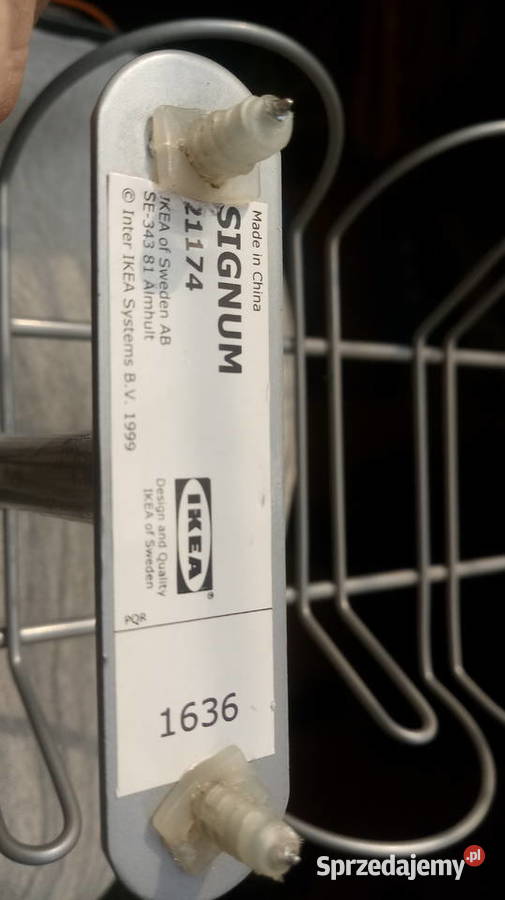 Made in China
SIGNUM
21174
IKEA of Sweden AB
SE-343 81 Älmhult
© Inter IKEA Systems B.V. 1999
IKEA®
Design and Quality
IKEA of Sweden
PQR
1636
Sprzedajemy.pl